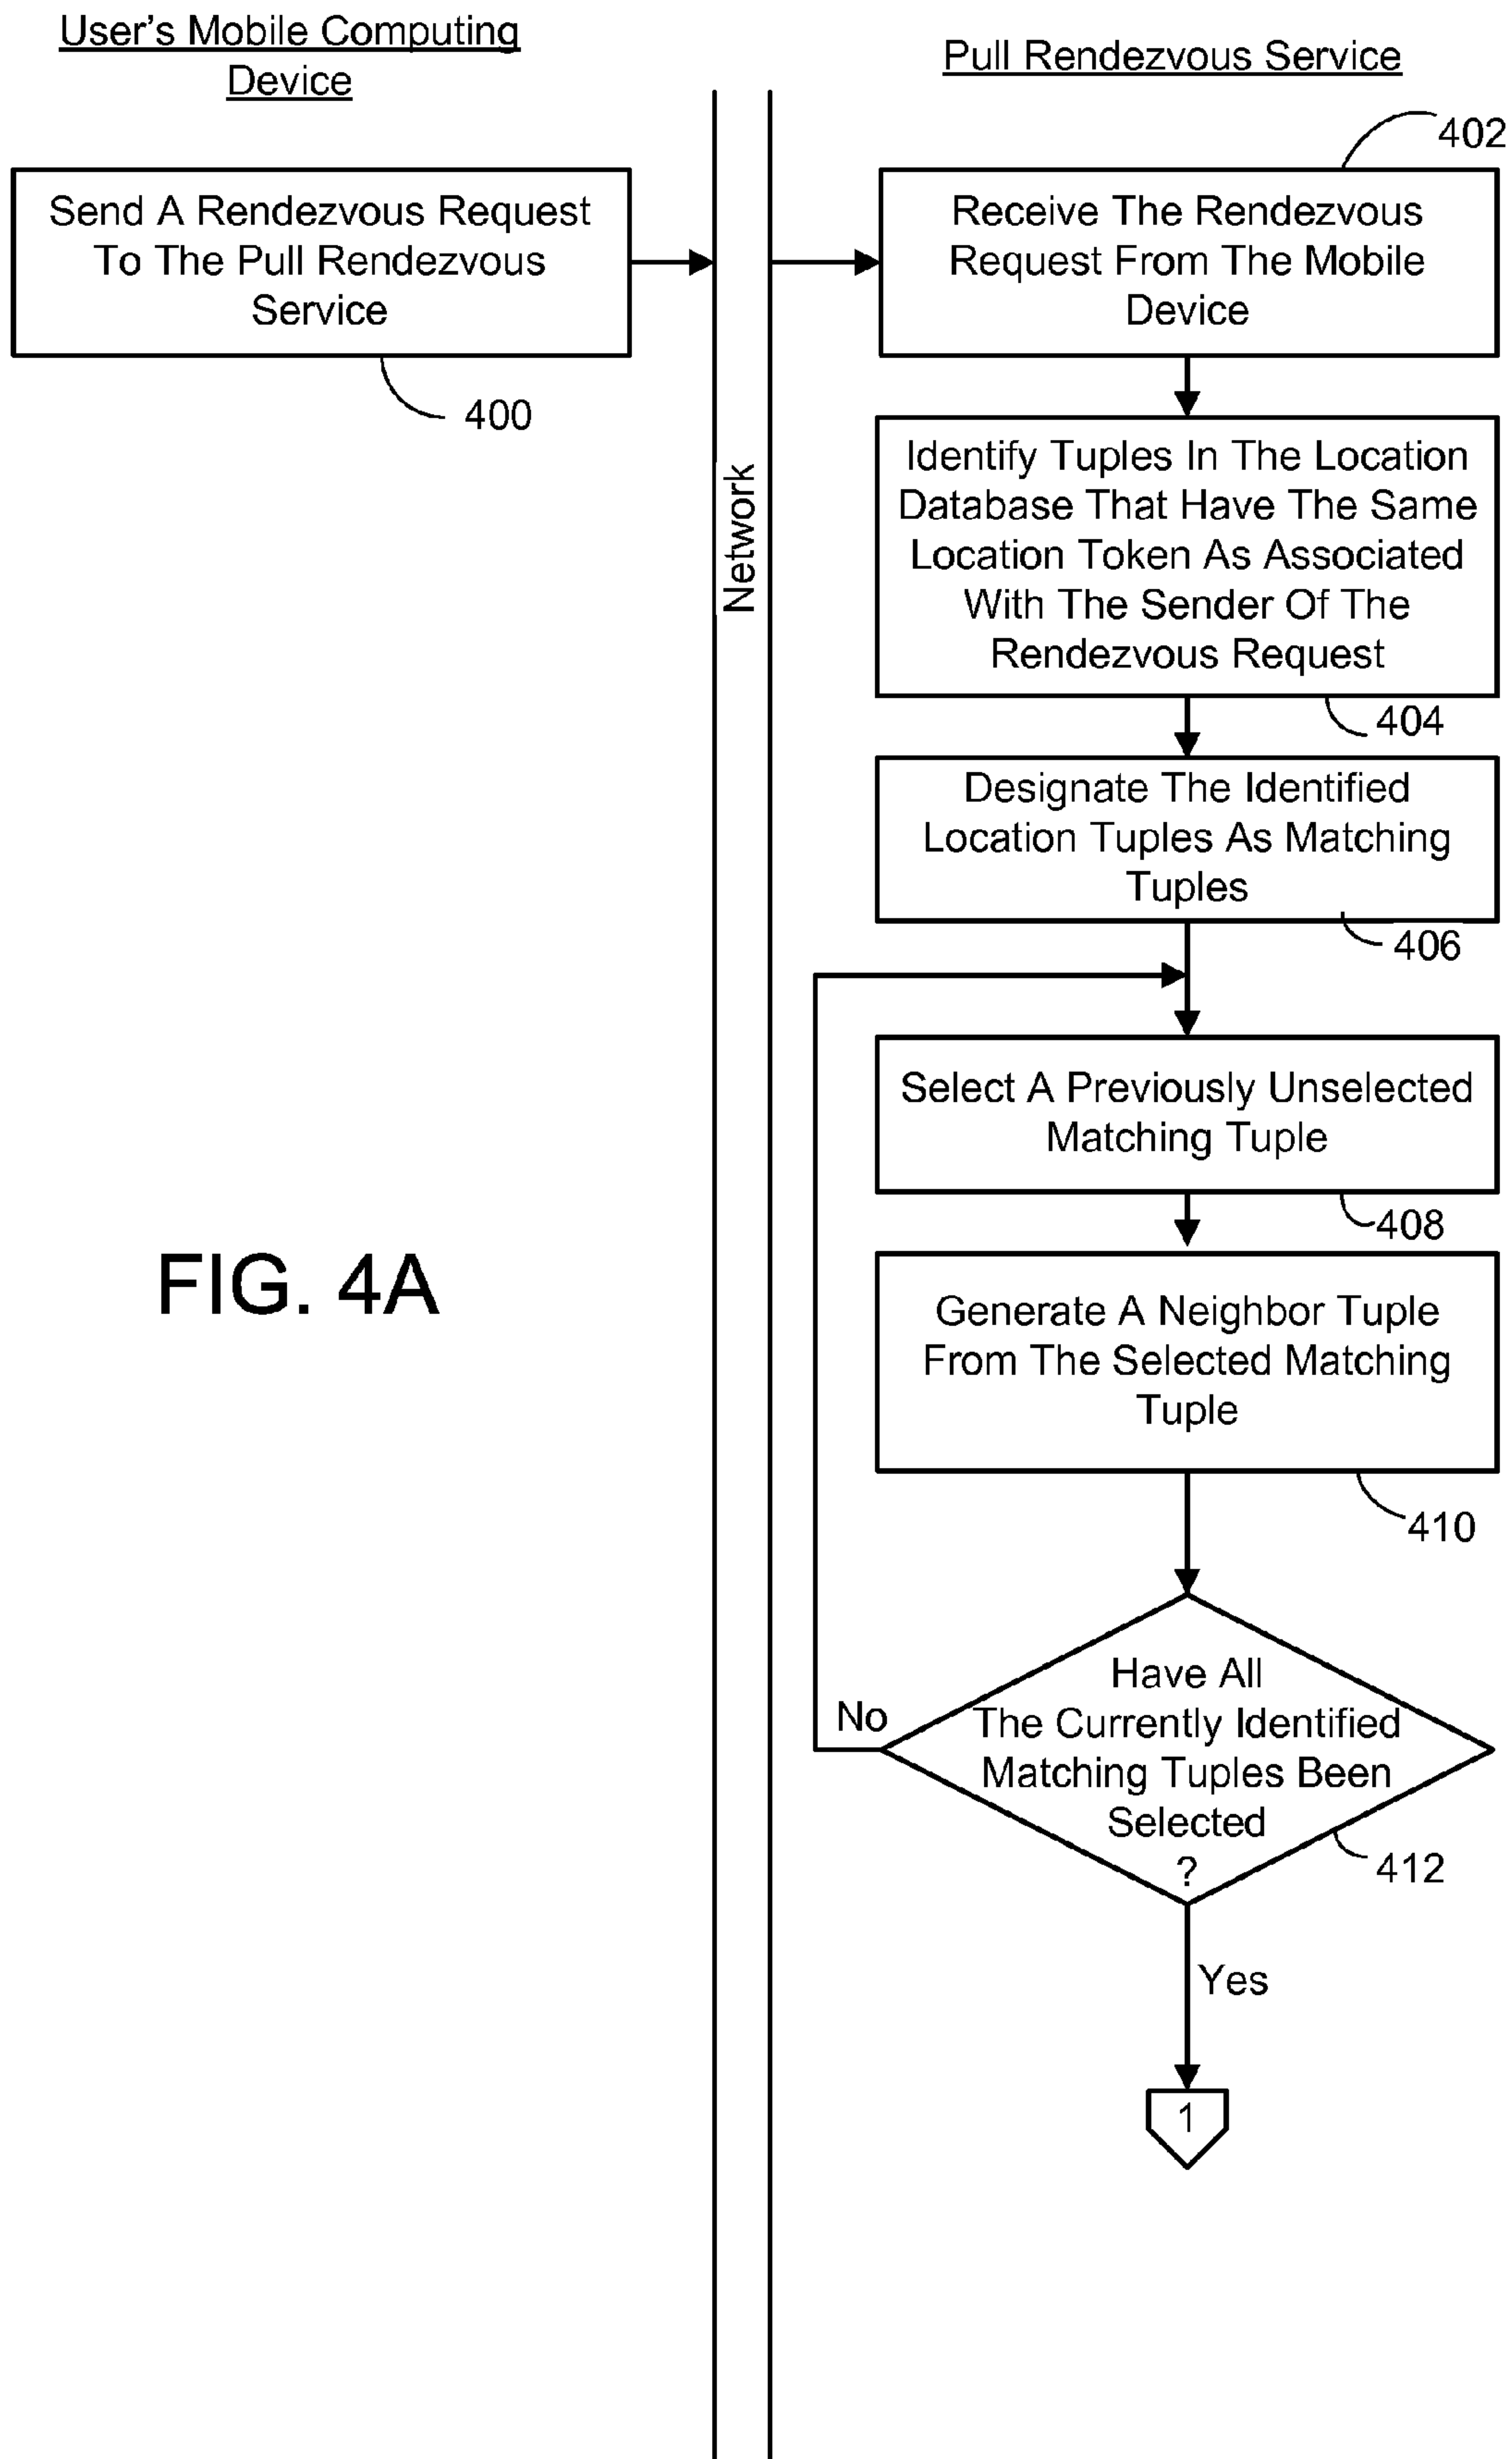 User's Mobile Computing
Device
Pull Rendezvous Service
402
Send A Rendezvous Request
To The Pull Rendezvous
Service
400
Receive The Rendezvous
Request From The Mobile
Device
Network
Identify Tuples In The Location
Database That Have The Same
Location Token As Associated
With The Sender Of The
Rendezvous Request
404
Designate The Identified
Location Tuples As Matching
Tuples
406
Select A Previously Unselected
Matching Tuple
408
FIG. 4A
Generate A Neighbor Tuple
From The Selected Matching
Tuple
410
Have All
The Currently Identified
Matching Tuples Been
Selected
?
No
412
Yes
1